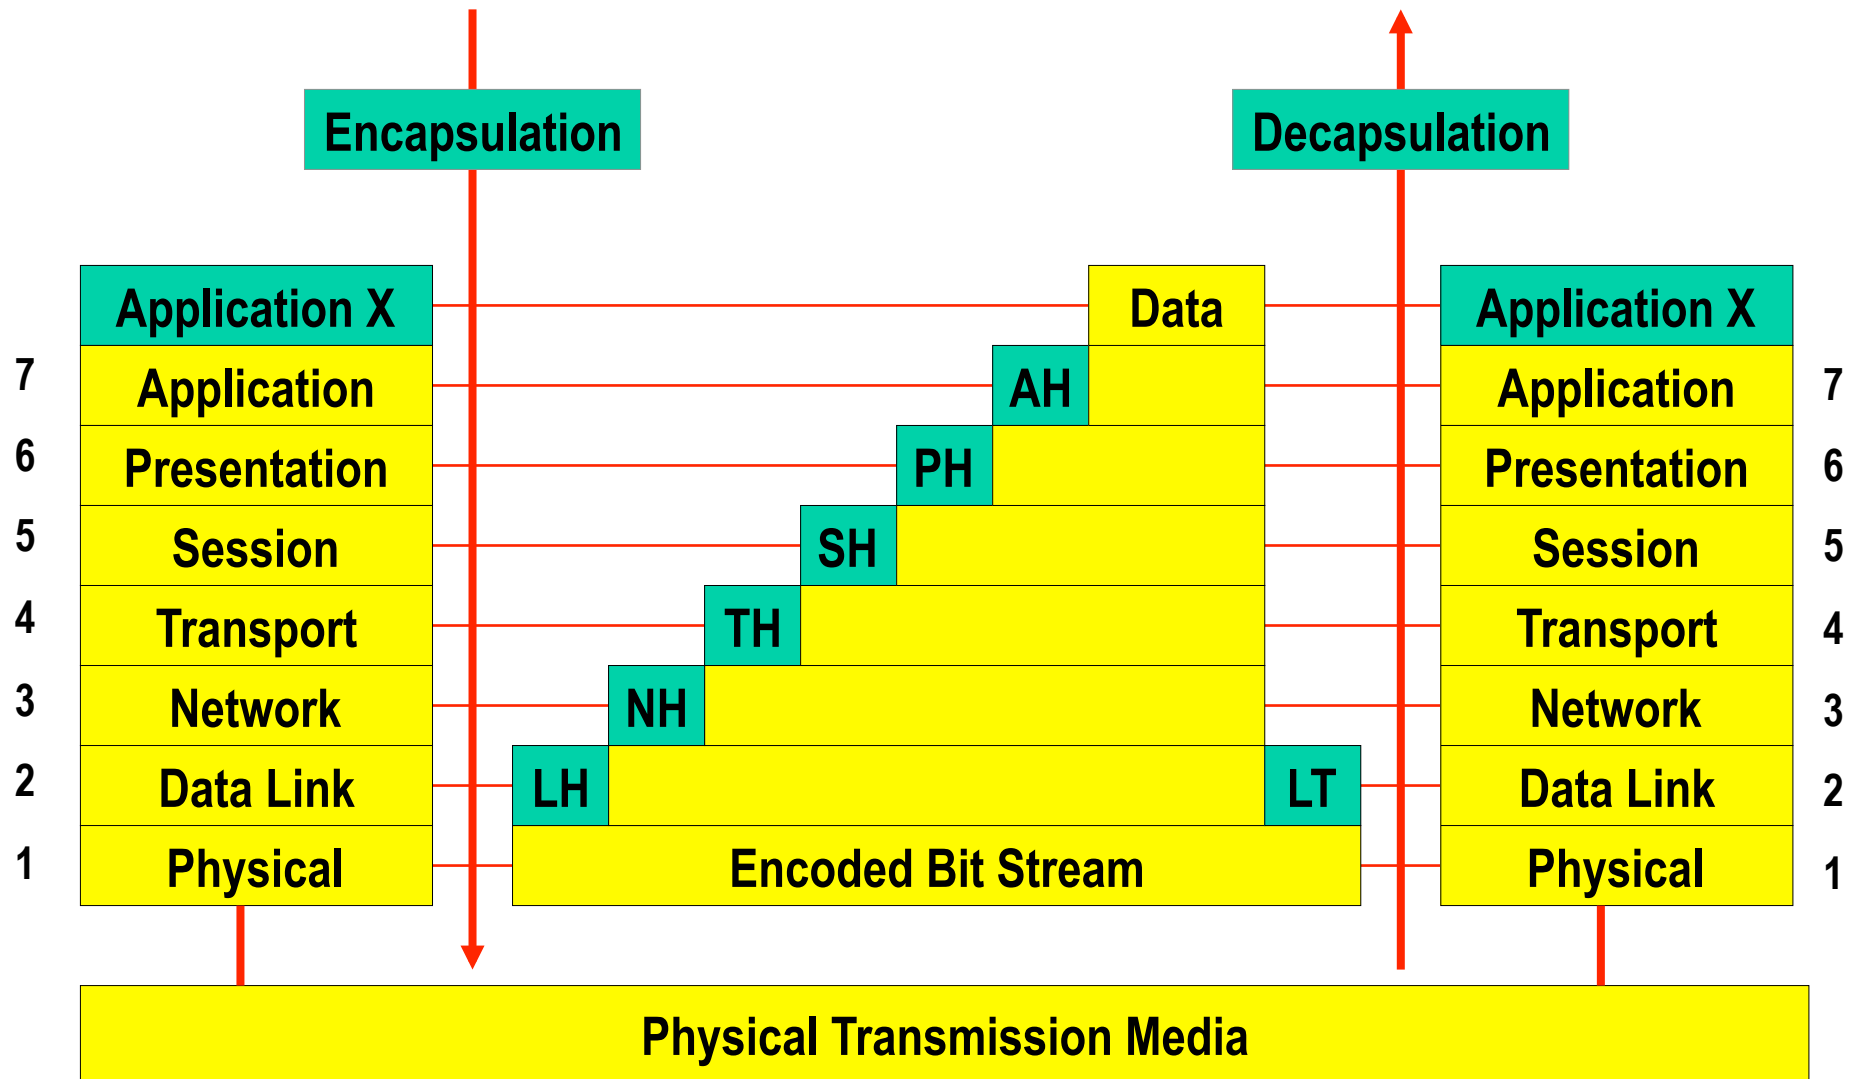 Encapsulation
Decapsulation
Application X Data Application X
7 Application AH Application 7
6 Presentation PH Presentation 6
5 Session SH Session 5
4 Transport TH Transport 4
3 Network NH Network 3
2 Data Link LH LT Data Link 2
1 Physical Encoded Bit Stream Physical 1
Physical Transmission Media